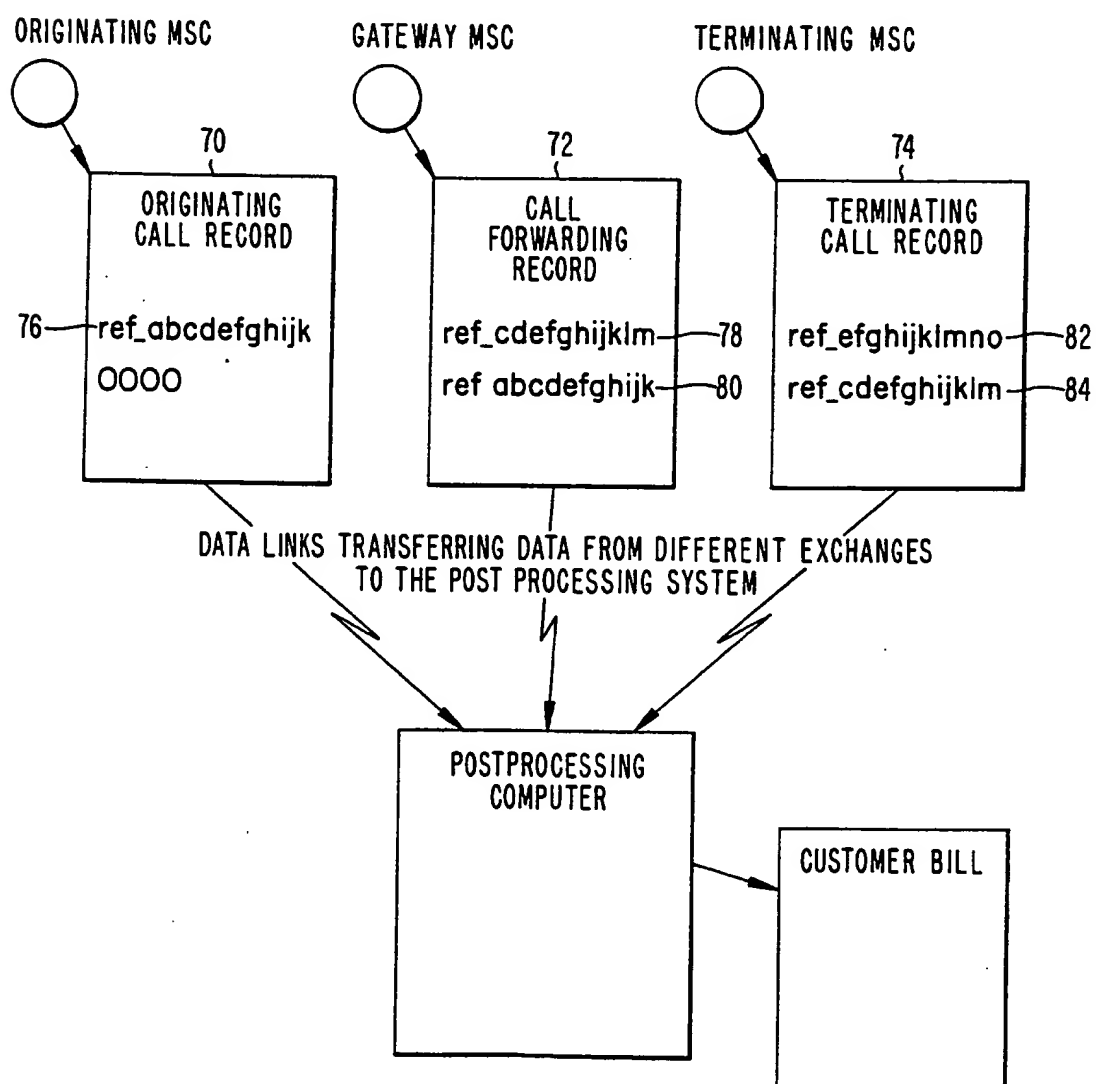 ORIGINATING MSC
GATEWAY MSC
TERMINATING MSC
70
72
74
ORIGINATING
CALL RECORD
CALL
FORWARDING
RECORD
TERMINATING
CALL RECORD
76
ref_abcdefghijk
0000
ref_cdefghijklm
78
ref abcdefghijk
80
ref_efghijklmno
82
ref_cdefghijklm
84
DATA LINKS TRANSFERRING DATA FROM DIFFERENT EXCHANGES
TO THE POST PROCESSING SYSTEM
POSTPROCESSING
COMPUTER
CUSTOMER BILL